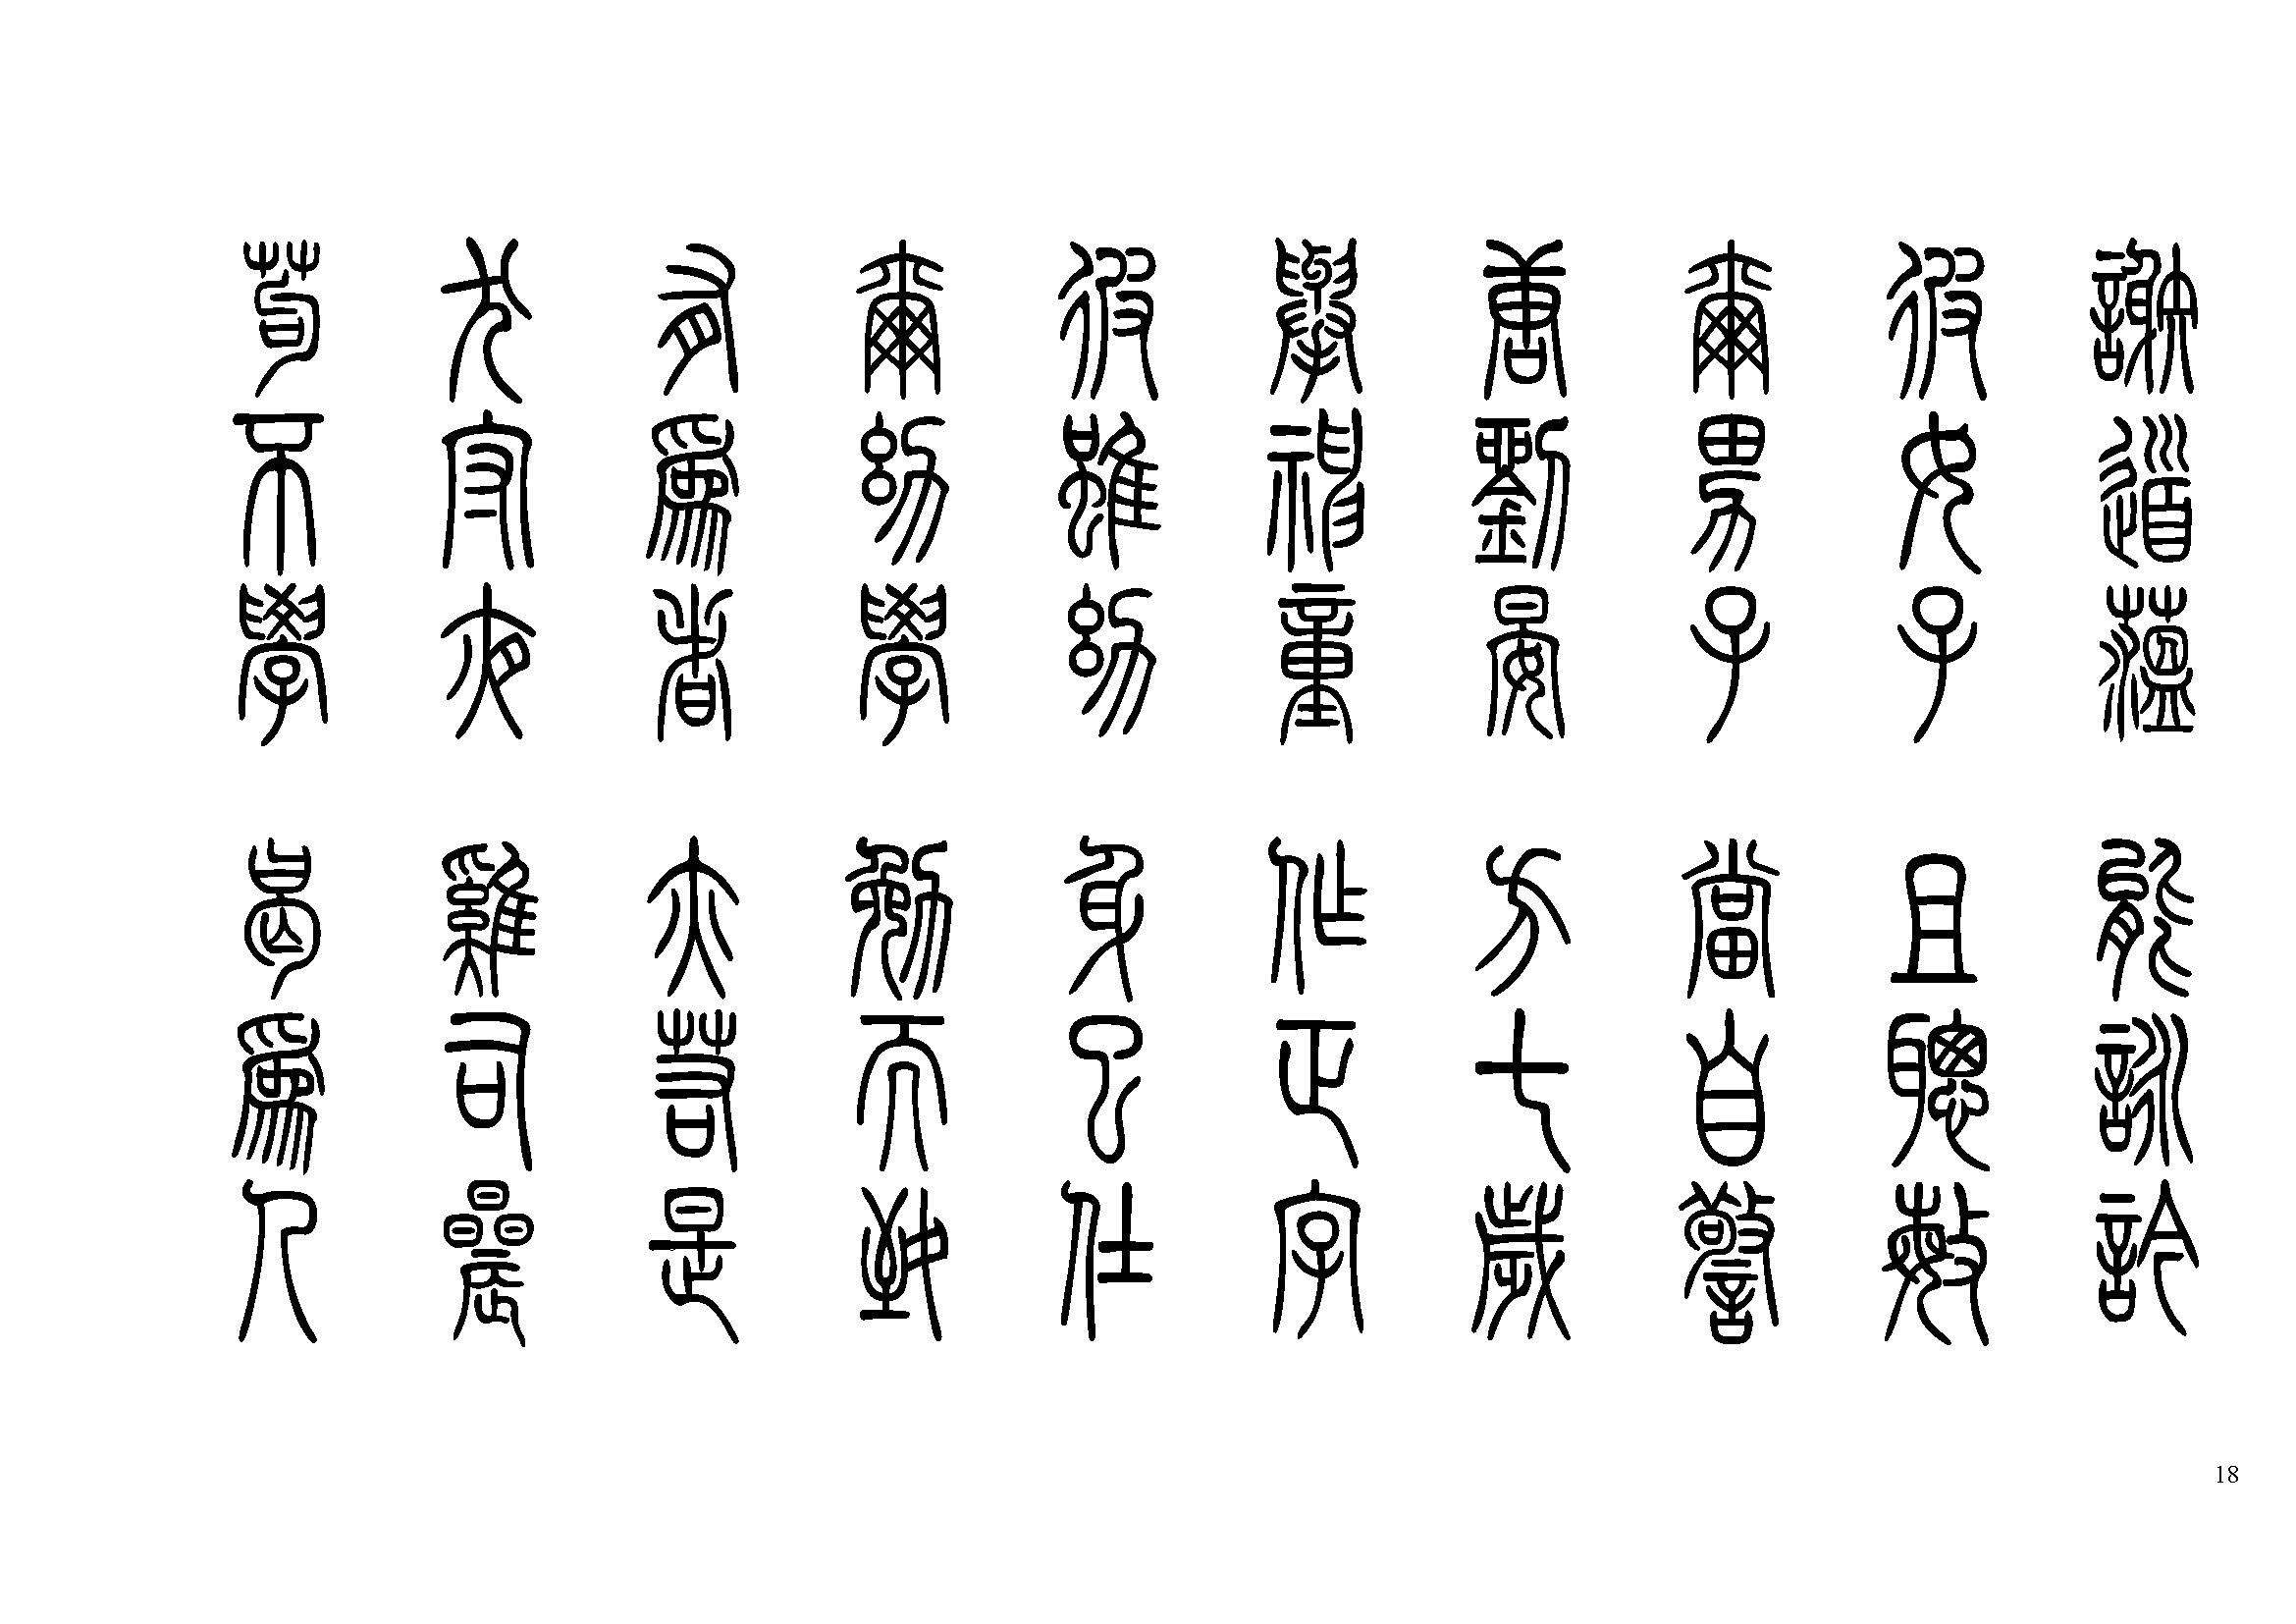 謝道蘊 能詠吟
彼女子 且聰敏
爾男子 當自警
唐劉晏 方七歲
舉神童 作正字
彼雖幼 身已仕
爾幼學 勉而致
有為者 亦若是
犬守夜 雞司晨
苟不學 曷為人
18